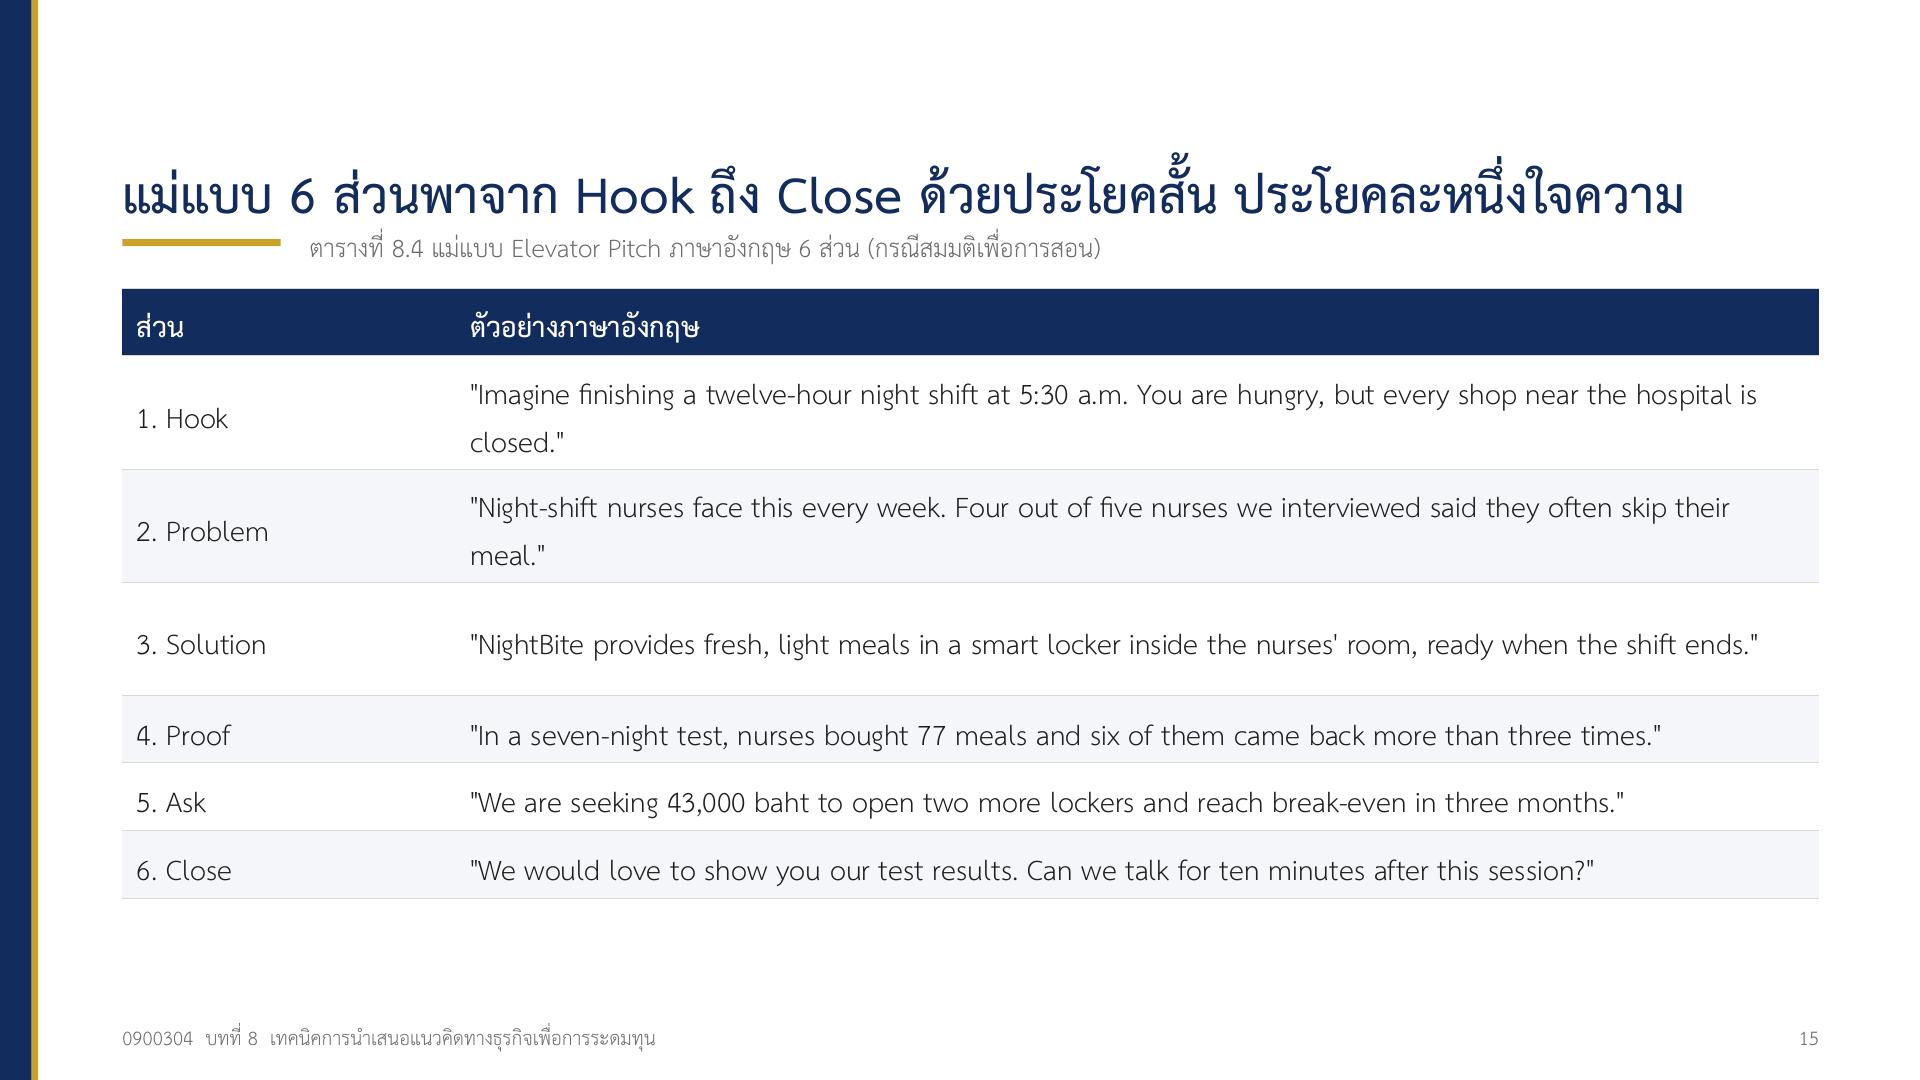 แม่แบบ 6 ส่วนพาจาก Hook ถึง Close ด้วยประโยคสั้น ประโยคละหนึ่งใจความ
ตารางที่ 8.4 แม่แบบ Elevator Pitch ภาษาอังกฤษ 6 ส่วน (กรณีสมมติเพื่อการสอน)
ส่วน ตัวอย่างภาษาอังกฤษ
1. Hook "Imagine finishing a twelve-hour night shift at 5:30 a.m. You are hungry, but every shop near the hospital is
closed."
2. Problem "Night-shift nurses face this every week. Four out of five nurses we interviewed said they often skip their
meal."
3. Solution "NightBite provides fresh, light meals in a smart locker inside the nurses' room, ready when the shift ends."
4. Proof "In a seven-night test, nurses bought 77 meals and six of them came back more than three times."
5. Ask "We are seeking 43,000 baht to open two more lockers and reach break-even in three months."
6. Close "We would love to show you our test results. Can we talk for ten minutes after this session?"
0900304 บทที่ 8 เทคนิคการนำเสนอแนวคิดทางธุรกิจเพื่อการระดมทุน 15